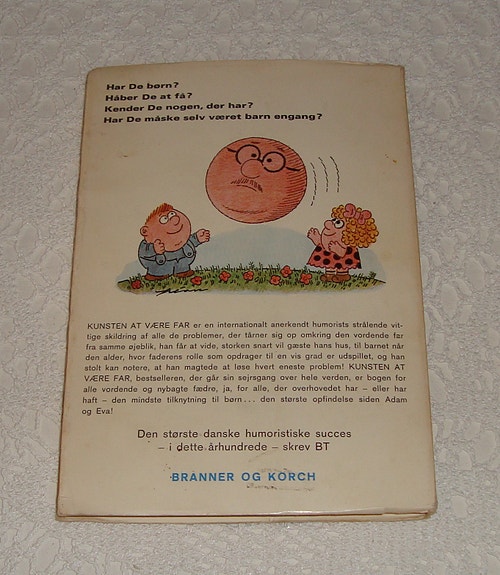 Har De børn?
Håber De at få?
Kender De nogen, der har?
Har De måske selv været barn engang?
KUNSTEN AT VÆRE FAR er en internationalt anerkendt humorists strålende vit-
tige skildring af alle de problemer, der tårner sig op omkring den vordende far
fra samme øjeblik, han får at vide, storken snart vil gæste hans hus, til barnet når
den alder, hvor faderens rolle som opdrager til en vis grad er udspillet, og han
stolt kan notere, at han magtede at løse hvert eneste problem! KUNSTEN AT
VÆRE FAR, bestselleren, der går sin sejrsgang over hele verden, er bogen for
alle vordende og nybagte fædre, ja, for alle, der overhovedet har – eller har
haft – den mindste tilknytning til børn... den største opfindelse siden Adam
og Eva!
Den største danske humoristiske succes
– i dette århundrede – skrev BT
BRANNER OG KORCH